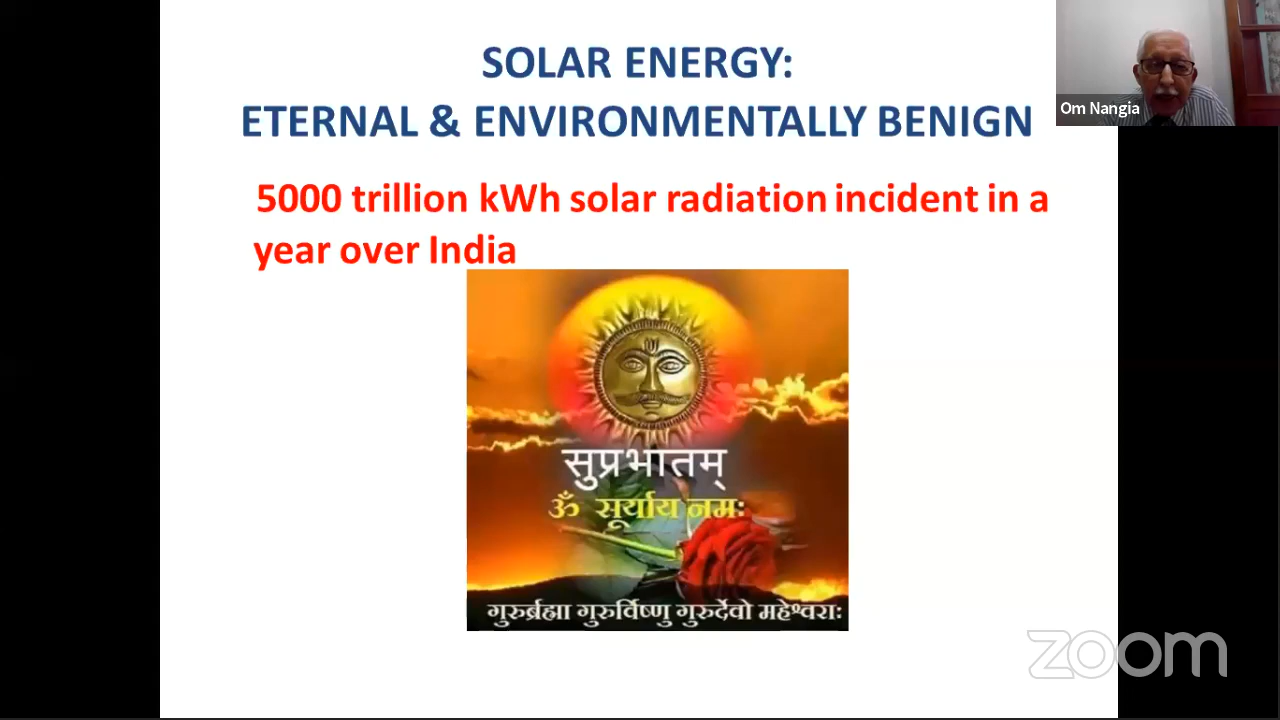 SOLAR ENERGY:
ETERNAL & ENVIRONMENTALLY BENIGN
Om Nangia
5000 trillion kWh solar radiation incident in a
year over India
सुप्रभातम्
ॐ सूर्याय नमः
गुरुर्ब्रह्मा गुरुर्विष्णु गुरुर्देवो महेश्वराः
zoom